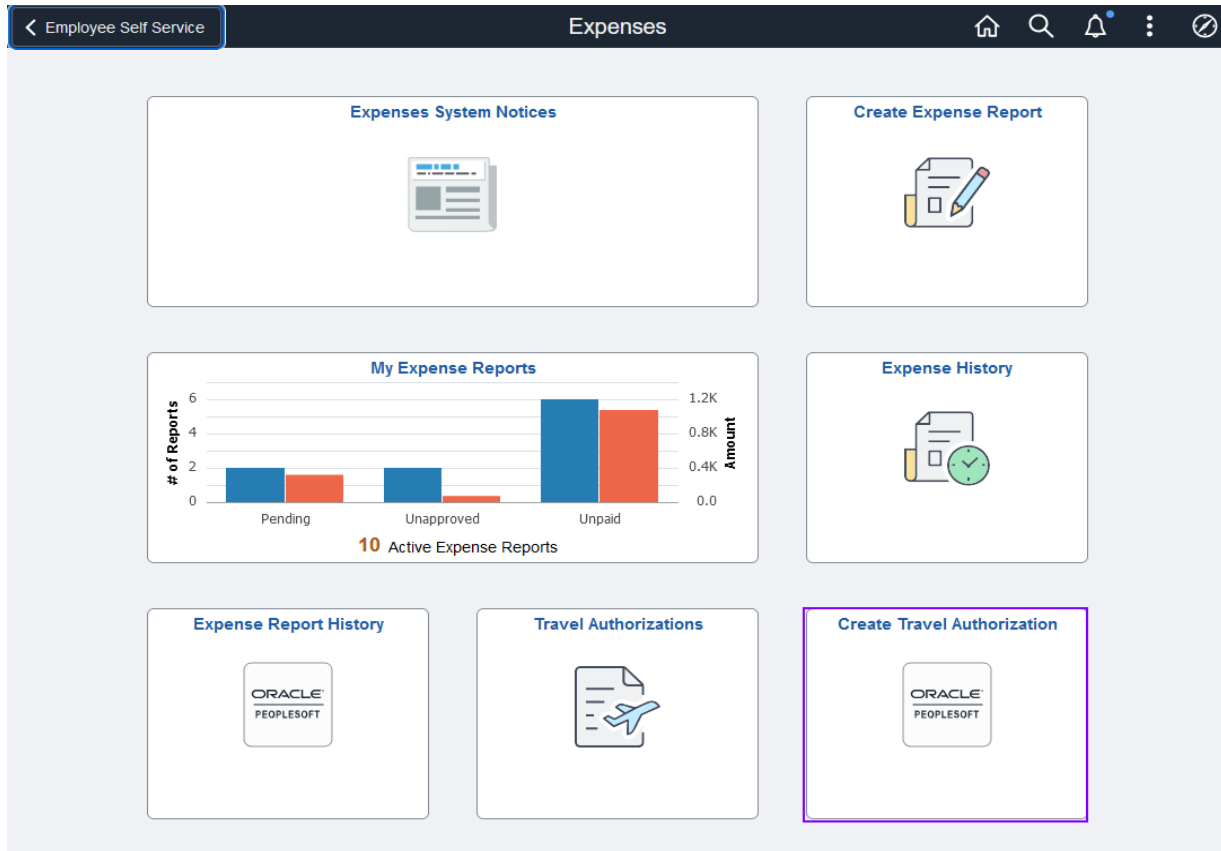 Employee Self Service
Expenses
Expenses System Notices
Create Expense Report
My Expense Reports
# of Reports
6
4
2
0
1.2K
0.8K
0.4K
0.0
Amount
Pending
Unapproved
Unpaid
10 Active Expense Reports
Expense History
Expense Report History
ORACLE
PEOPLESOFT
Travel Authorizations
Create Travel Authorization
ORACLE
PEOPLESOFT